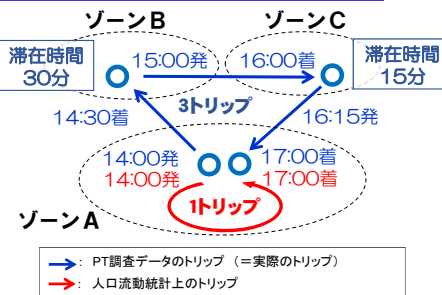 ゾーンB
ゾーンC
滞在時間
30分
15:00発
16:00着
滞在時間
15分
3トリップ
14:30着
16:15発
14:00発
14:00発
17:00着
17:00着
1トリップ
ゾーンA
: PT調査データのトリップ (=実際のトリップ)
: 人口流動統計上のトリップ